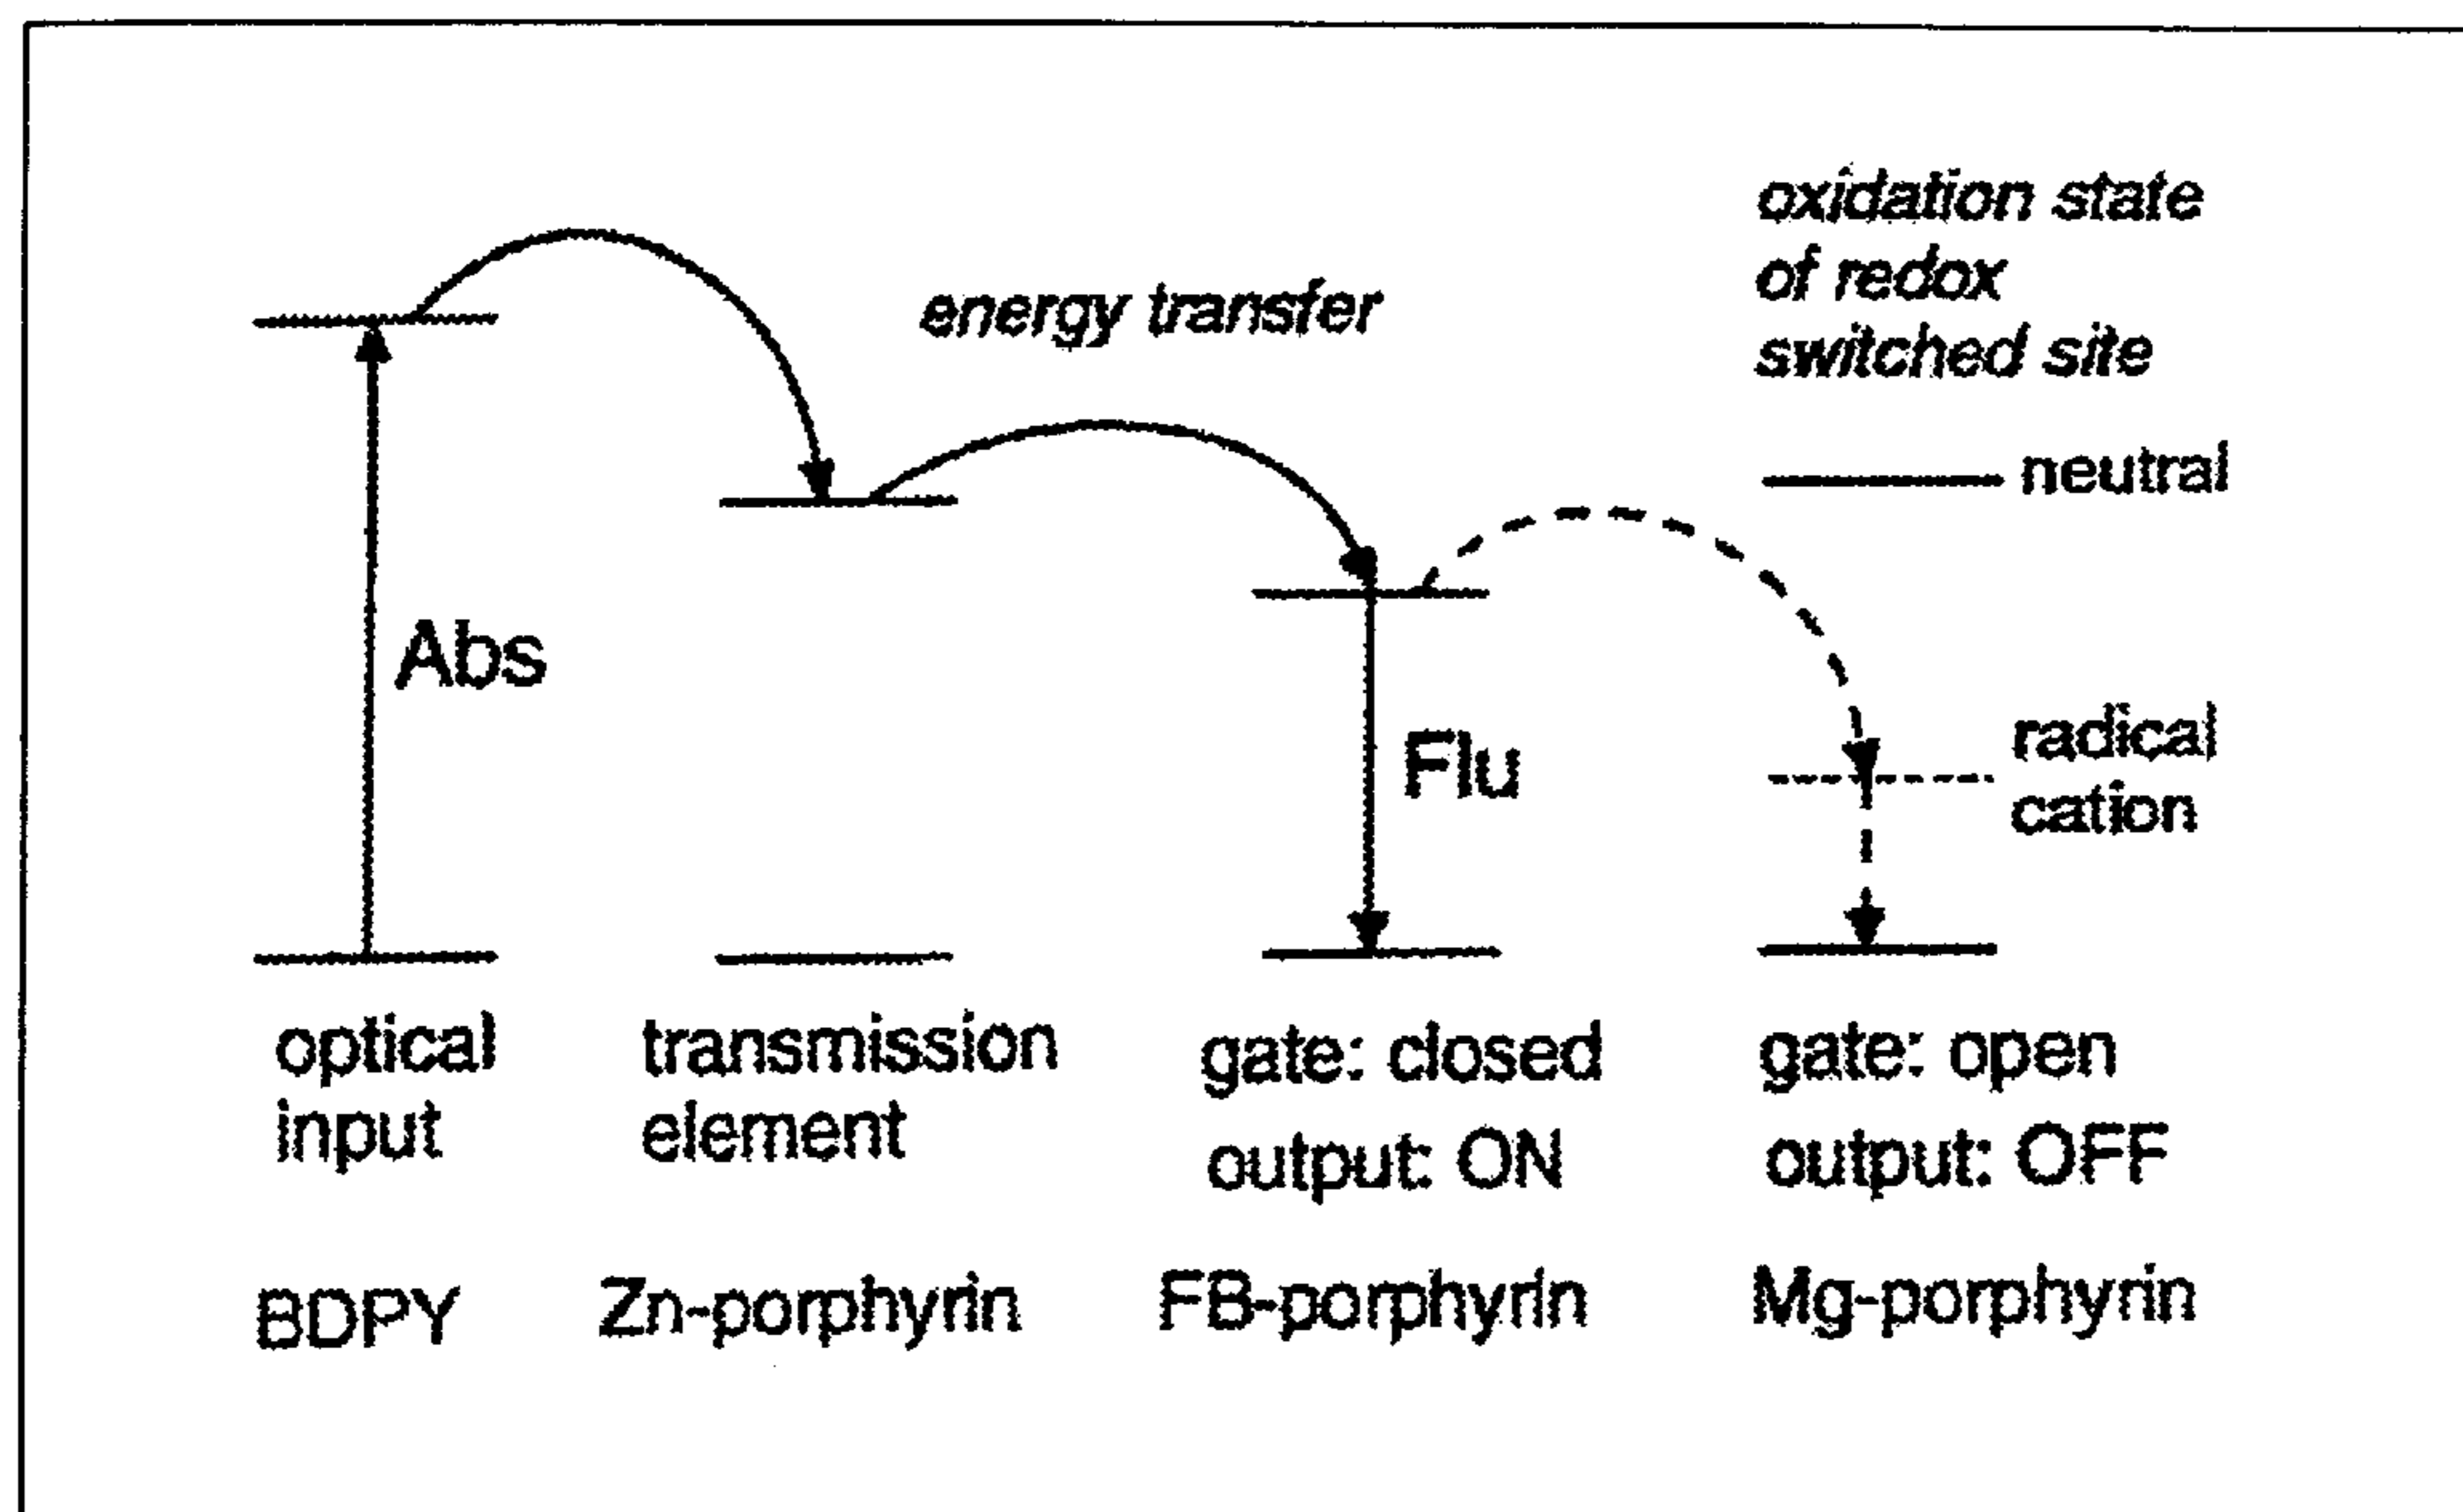 oxidation state
of redox
switched site
energy transfer
neutral
Abs
Flu
radical
cation
optical
input
transmission
element
gate: closed
output: ON
gate: open
output: OFF
BDPY
Zn-porphyrin
FB-porphyrin
Mg-porphyrin